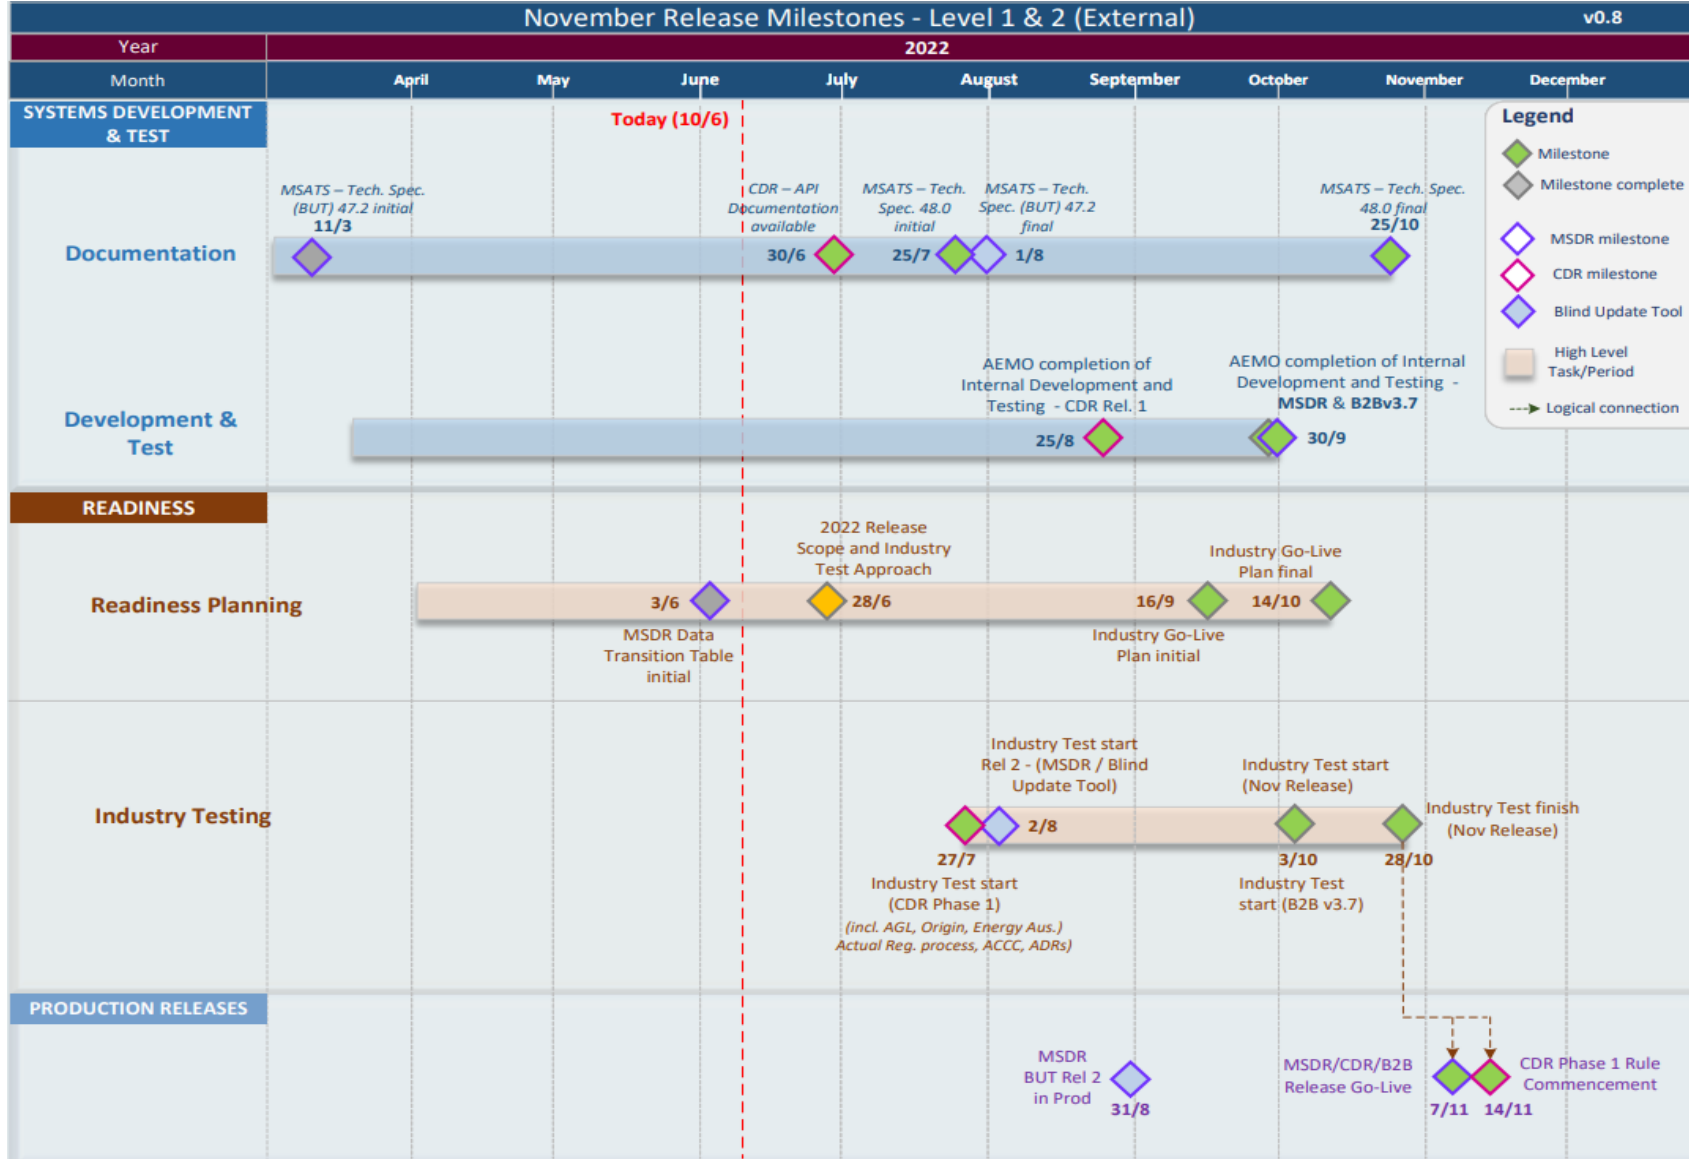 November Release Milestones - Level 1 & 2 (External)
v0.8
Year
2022
Month
April
May
June
July
August
September
October
November
December
SYSTEMS DEVELOPMENT
& TEST
Today (10/6)
Legend
Milestone
Milestone complete
MSDR milestone
CDR milestone
Blind Update Tool
High Level
Task/Period
Logical connection
Documentation
MSATS – Tech. Spec.
(BUT) 47.2 initial
11/3
CDR – API
Documentation
available
30/6
MSATS – Tech.
Spec. 48.0
initial
25/7
MSATS – Tech.
Spec. (BUT) 47.2
final
1/8
MSATS – Tech. Spec.
48.0 final
25/10
Development &
Test
AEMO completion of
Internal Development and
Testing - CDR Rel. 1
25/8
AEMO completion of Internal
Development and Testing -
MSDR & B2Bv3.7
30/9
READINESS
Readiness Planning
3/6
MSDR Data
Transition Table
initial
2022 Release
Scope and Industry
Test Approach
28/6
16/9
Industry Go-Live
Plan initial
Industry Go-Live
Plan final
14/10
Industry Testing
27/7
Industry Test start
(CDR Phase 1)
(incl. AGL, Origin, Energy Aus.)
Actual Reg. process, ACCC, ADRs)
Industry Test start
Rel 2 - (MSDR / Blind
Update Tool)
2/8
Industry Test start
(Nov Release)
3/10
Industry Test
start (B2B v3.7)
Industry Test finish
(Nov Release)
28/10
PRODUCTION RELEASES
MSDR
BUT Rel 2
in Prod
31/8
MSDR/CDR/B2B
Release Go-Live
7/11
CDR Phase 1 Rule
Commencement
14/11